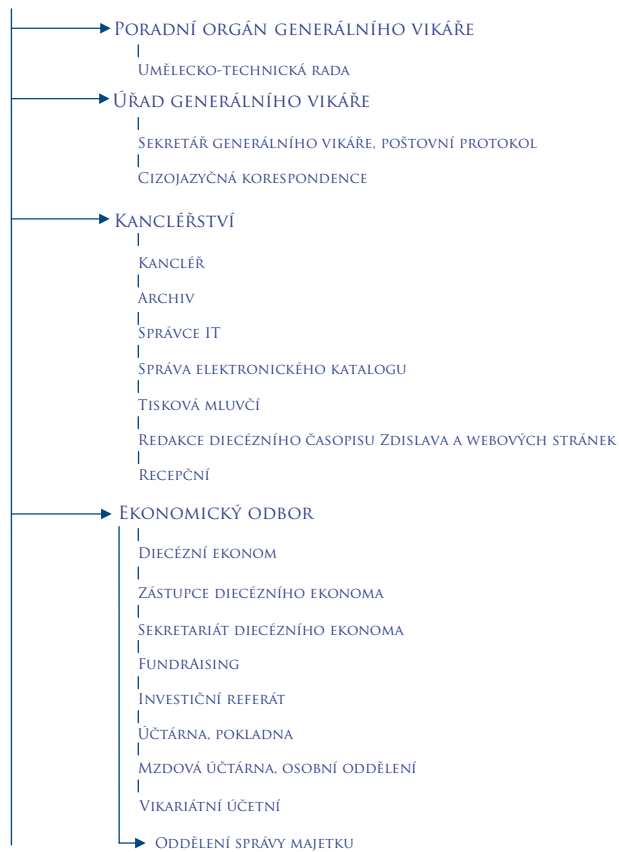 Poradní orgán generálního vikáře
Umělecko-technická rada
Úřad generálního vikáře
Sekretář generálního vikáře, poštovní protokol
Cizojazyčná korespondence
Kancléřství
Kancléř
Archiv
Správce IT
Správa elektronického katalogu
Tisková mluvčí
Redakce diecézního časopisu Zdislava a webových stránek
Recepční
Ekonomický odbor
Diecézní ekonom
Zástupce diecézního ekonoma
Sekretariát diecézního ekonoma
FundrAising
Investiční referát
Účtárna, pokladna
Mzdová účtárna, osobní oddělení
Vikariátní účetní
Oddělení správy majetku